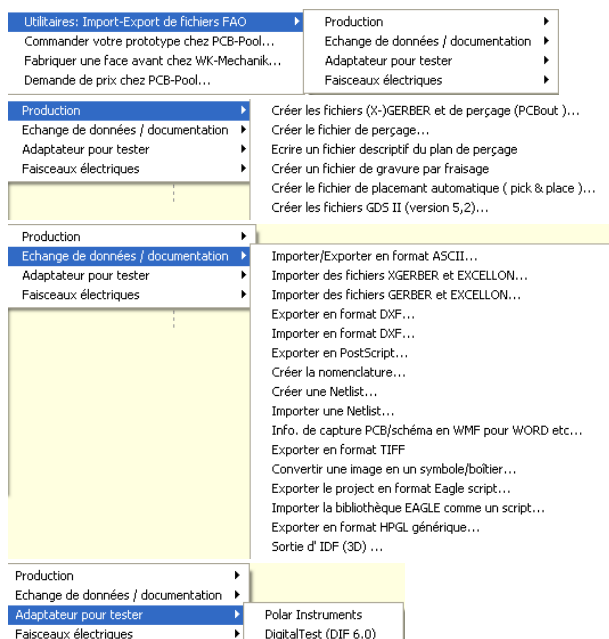 Utilitaires: Import-Export de fichiers FAO
Commander votre prototype chez PCB-Pool...
Fabriquer une face avant chez WK-Mechanik...
Demande de prix chez PCB-Pool...
Production
Echange de données / documentation
Adaptateur pour tester
Faisceaux électriques
Production
Echange de données / documentation
Adaptateur pour tester
Faisceaux électriques
Créer les fichiers (X-)GERBER et de perçage (PCBout )...
Créer le fichier de perçage...
Ecrire un fichier descriptif du plan de perçage
Créer un fichier de gravure par fraisage
Créer le fichier de placemant automatique ( pick & place )...
Créer les fichiers GDS II (version 5,2)...
Production
Echange de données / documentation
Adaptateur pour tester
Faisceaux électriques
Importer/Exporter en format ASCII...
Importer des fichiers XGERBER et EXCELLON...
Importer des fichiers GERBER et EXCELLON...
Exporter en format DXF...
Importer en format DXF...
Exporter en PostScript...
Créer la nomenclature...
Créer une Netlist...
Importer une Netlist...
Info. de capture PCB/schéma en WMF pour WORD etc...
Exporter en format TIFF
Convertir une image en un symbole/boîtier...
Exporter le project en format Eagle script...
Importer la bibliothèque EAGLE comme un script...
Exporter en format HPGL générique...
Sortie d' IDF (3D) ...
Production
Echange de données / documentation
Adaptateur pour tester
Faisceaux électriques
Polar Instruments
DigitalTest (DIF 6.0)